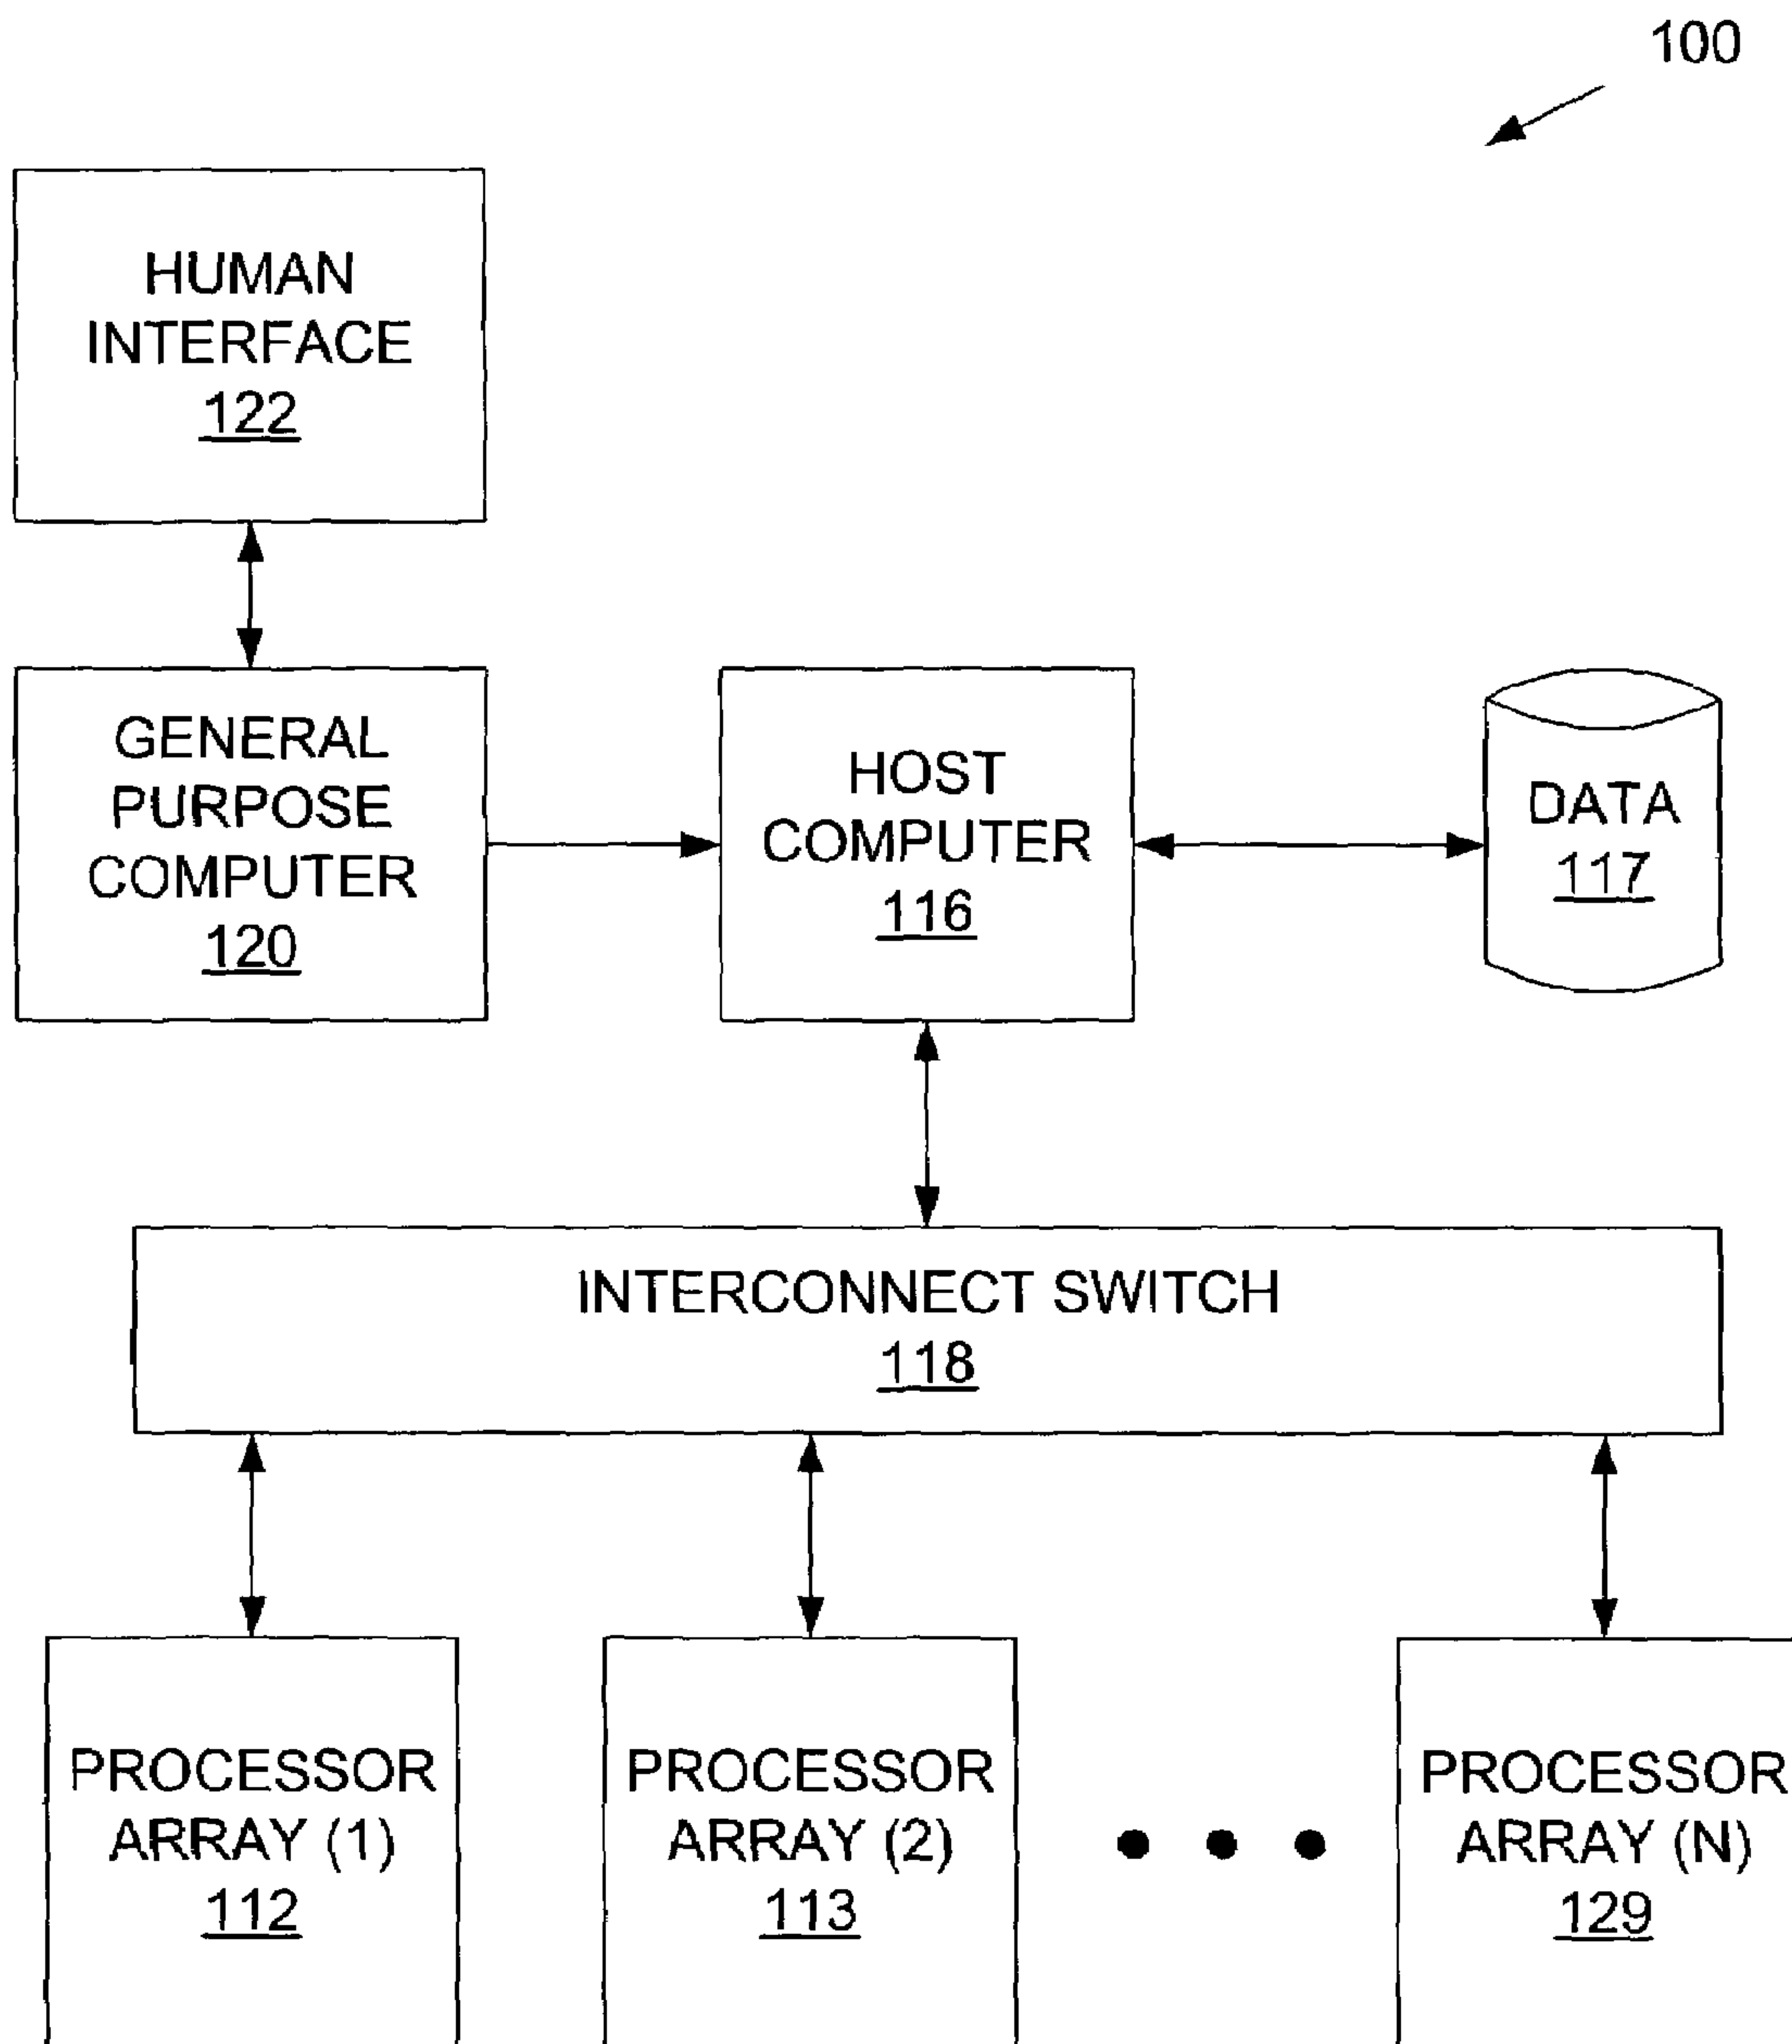 100
HUMAN
INTERFACE
122
GENERAL
PURPOSE
COMPUTER
120
HOST
COMPUTER
116
DATA
117
INTERCONNECT SWITCH
118
PROCESSOR
ARRAY (1)
112
PROCESSOR
ARRAY (2)
113
PROCESSOR
ARRAY (N)
129